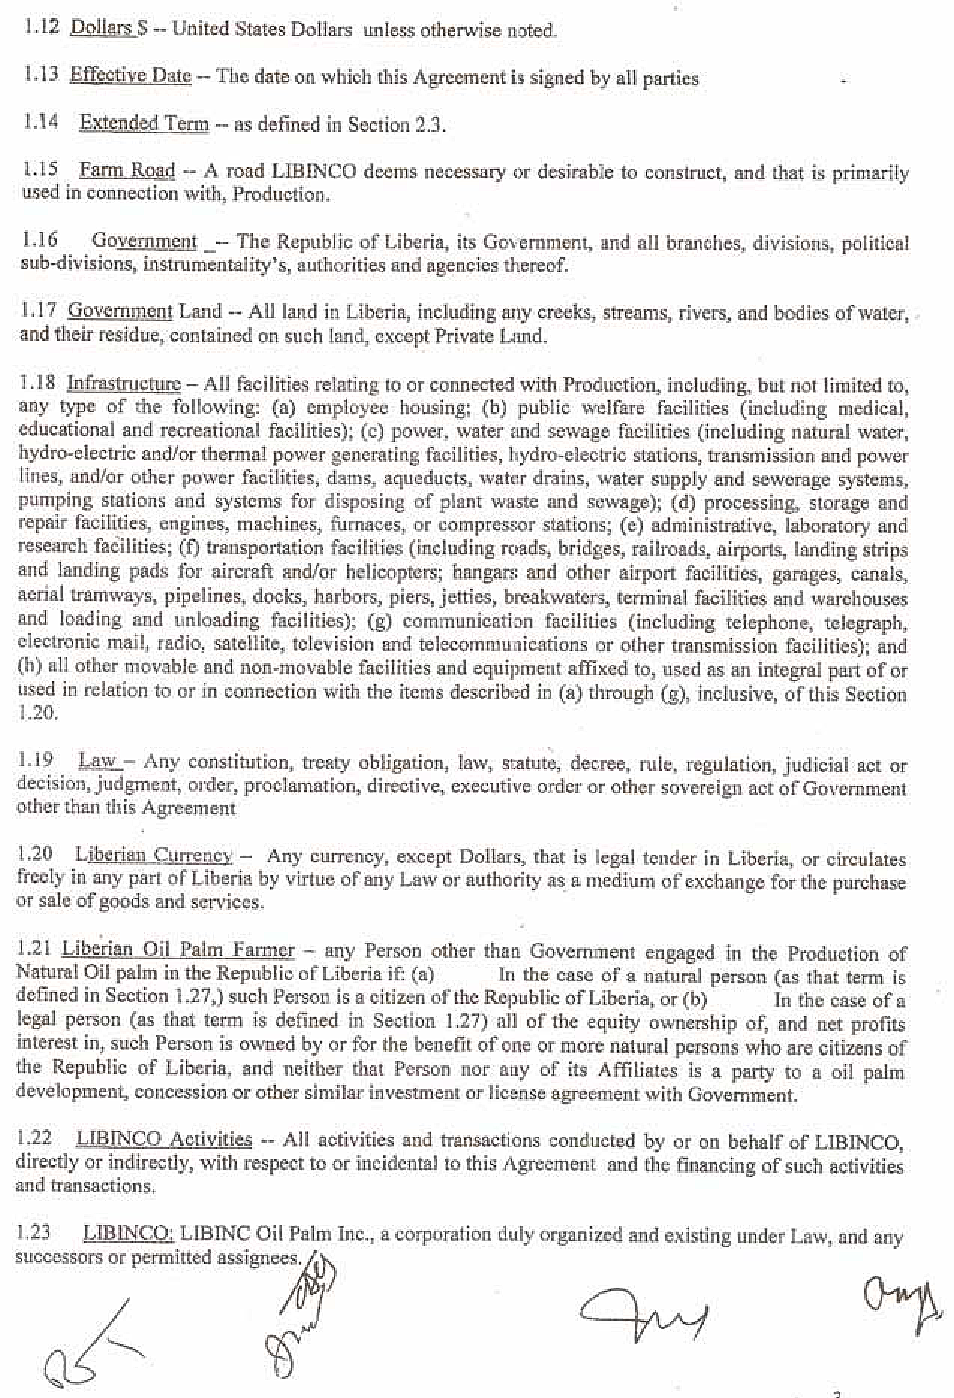 1.12 Dollars S -- United States Dollars unless otherwise noted.
1.13 Effective Date -- The date on which this Agreement is signed by all parties
1.14 Extended Term -- as defined in Section 2.3.
1.15 Farm Road -- A road LIBINCO deems necessary or desirable to construct, and that is primarily
used in connection with, Production.
1.16 Government -- The Republic of Liberia, its Government, and all branches, divisions, political
sub-divisions, instrumentality's, authorities and agencies thereof.
1.17 Government Land -- All land in Liberia, including any creeks, streams, rivers, and bodies of water,
and their residue, contained on such land, except Private Land.
1.18 Infrastructure – All facilities relating to or connected with Production, including, but not limited to,
any type of the following: (a) employee housing; (b) public welfare facilities (including medical,
educational and recreational facilities); (c) power, water and sewage facilities (including natural water,
hydro-electric and/or thermal power generating facilities, hydro-electric stations, transmission and power
lines, and/or other power facilities, dams, aqueducts, water drains, water supply and sewerage systems,
pumping stations and systems for disposing of plant waste and sewage); (d) processing, storage and
repair facilities, engines, machines, furnaces, or compressor stations; (e) administrative, laboratory and
research facilities; (f) transportation facilities (including roads, bridges, railroads, airports, landing strips
and landing pads for aircraft and/or helicopters; hangars and other airport facilities, garages, canals,
aerial tramways, pipelines, docks, harbors, piers, jetties, breakwaters, terminal facilities and warehouses
and loading and unloading facilities); (g) communication facilities (including telephone, telegraph,
electronic mail, radio, satellite, television and telecommunications or other transmission facilities); and
(h) all other movable and non-movable facilities and equipment affixed to, used as an integral part of or
used in relation to or in connection with the items described in (a) through (g), inclusive, of this Section
1.20.
1.19 Law – Any constitution, treaty obligation, law, statute, decree, rule, regulation, judicial act or
decision, judgment, order, proclamation, directive, executive order or other sovereign act of Government
other than this Agreement
1.20 Liberian Currency – Any currency, except Dollars, that is legal tender in Liberia, or circulates
freely in any part of Liberia by virtue of any Law or authority as a medium of exchange for the purchase
or sale of goods and services.
1.21 Liberian Oil Palm Farmer – any Person other than Government engaged in the Production of
Natural Oil palm in the Republic of Liberia if: (a) In the case of a natural person (as that term is
defined in Section 1.27,) such Person is a citizen of the Republic of Liberia, or (b) In the case of a
legal person (as that term is defined in Section 1.27) all of the equity ownership of, and net profits
interest in, such Person is owned by or for the benefit of one or more natural persons who are citizens of
the Republic of Liberia, and neither that Person nor any of its Affiliates is a party to a oil palm
development, concession or other similar investment or license agreement with Government.
1.22 LIBINCO Activities -- All activities and transactions conducted by or on behalf of LIBINCO,
directly or indirectly, with respect to or incidental to this Agreement and the financing of such activities
and transactions.
1.23 LIBINCO: LIBINC Oil Palm Inc., a corporation duly organized and existing under Law, and any
successors or permitted assignees.